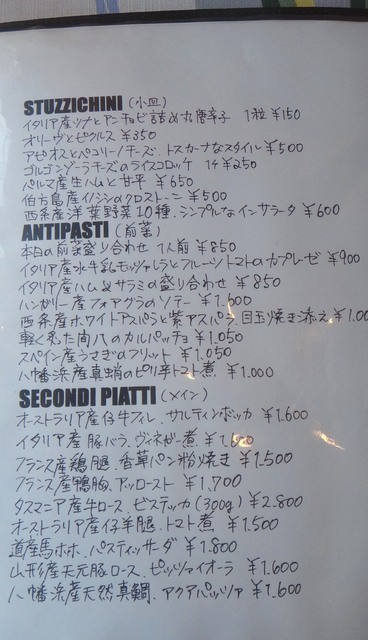 STUZZICHINI (小皿)
イタリア産ツナとアンチョビ詰め丸唐辛子 1粒 ¥150
オリーヴとピクルス ¥350
アピオスとペコリーノチーズ、トスカーナなスタイル ¥500
ゴルゴンゾーラチーズのライスコロッケ 1ケ ¥250
パルマ産生ハムと甘平 ¥650
伯方島産イノシシのクロストーニ ¥500
西条産洋葉野菜10種、シンプルなインサラータ ¥600
ANTIPASTI (前菜)
本日の前菜盛り合わせ 1人前 ¥850
イタリア産水牛乳モッツァレラとフルーツトマトのカプレーゼ ¥900
イタリア産ハム&サラミの盛り合わせ ¥850
ハンガリー産フォアグラのソテー ¥1.600
西条産ホワイトアスパラと紫アスパラ、目玉焼き添え ¥1.00
軽く炙った間八のカルパッチョ ¥1.050
スペイン産うさぎのフリット ¥1.050
八幡浜産真蛸のピリ辛トマト煮 ¥1.000
SECONDI PIATTI (メイン)
オーストラリア産仔牛フィレ、サルティンボッカ ¥1.600
イタリア産豚バラ、ヴィネガー煮
フランス産鶏腿、香草パン粉焼き ¥1.500
フランス産鴨胸、アッロースト ¥1.700
タスマニア産牛ロース、ビステッカ(300g) ¥2.800
オーストラリア産仔羊腿、トマト煮 ¥1.500
道産馬ホホ、パスティッサーダ ¥1.800
山形産天元豚ロース、ピッツァイオーラ ¥1.600
八幡浜産天然真鯛、アクアパッツァ ¥1.600